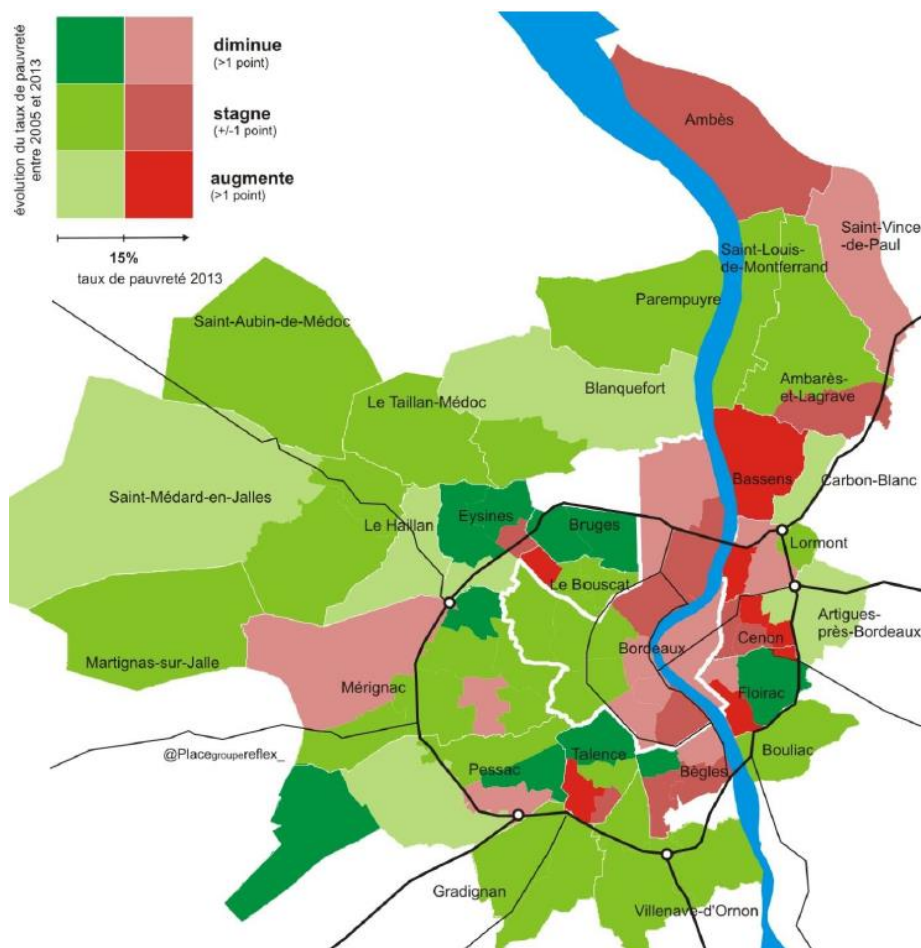 évolution du taux de pauvreté
entre 2005 et 2013
diminue
(>1 point)
stagne
(+/-1 point)
augmente
(>1 point)
15%
taux de pauvreté 2013
Ambès
Saint-Vince
-de-Paul
Saint-Louis-
de-Montferrand
Parempuyre
Saint-Aubin-de-Médoc
Blanquefort
Ambarès-
et-Lagrave
Le Taillan-Médoc
Bassens
Carbon-Blanc
Saint-Médard-en-Jalles
Le Haillan
Eysines
Bruges
Lormont
Le Bouscat
Artigues-
près-Bordeaux
Cenon
Bordeaux
Martignas-sur-Jalle
Mérignac
Floirac
@Placegroupereflex_
Pessac
Talence
Bègles
Bouliac
Gradignan
Villenave-d'Ornon